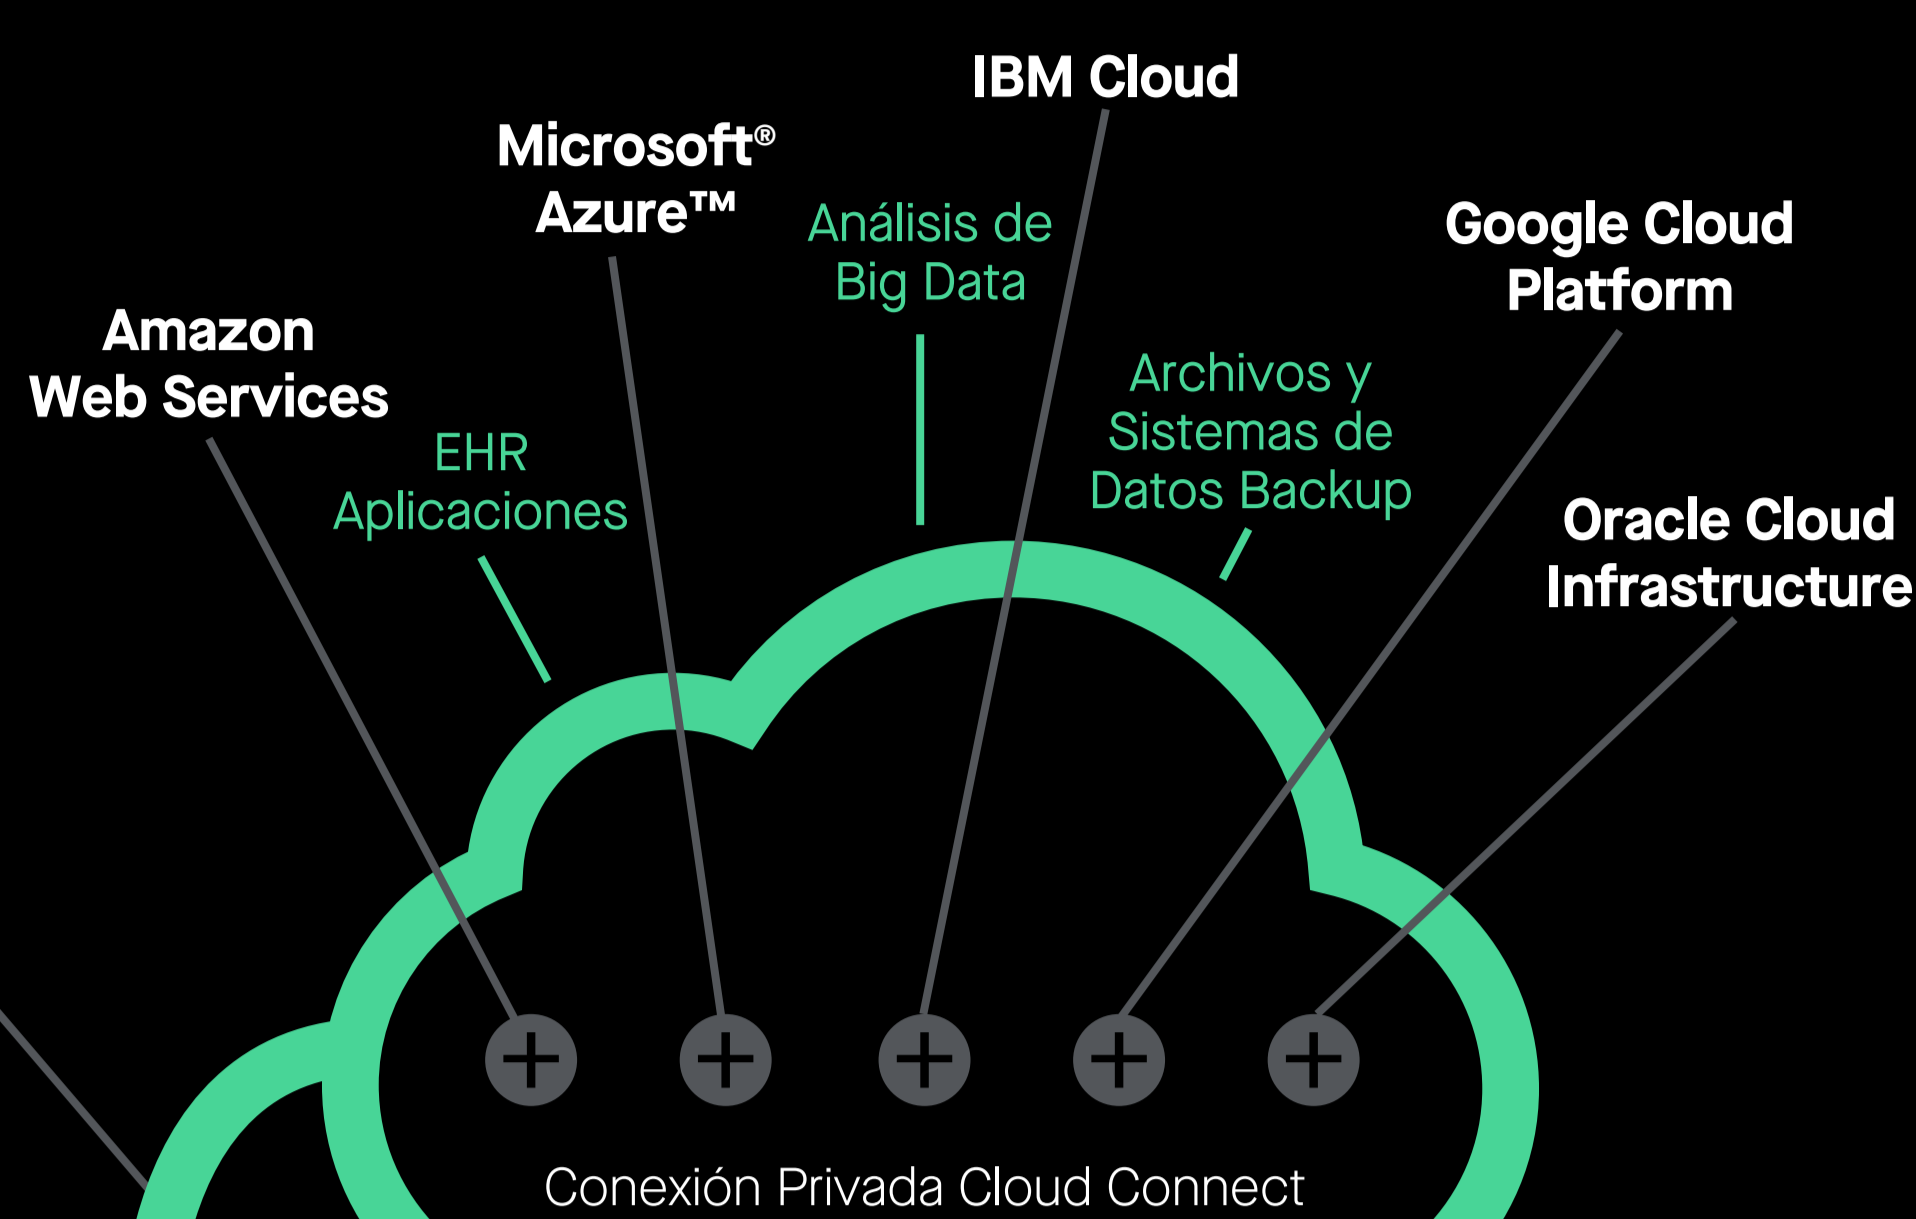 IBM Cloud
Microsoft®
Azure™
Análisis de
Big Data
Google Cloud
Platform
Amazon
Web Services
Archivos y
Sistemas de
Datos Backup
EHR
Aplicaciones
Oracle Cloud
Infrastructure
Conexión Privada Cloud Connect